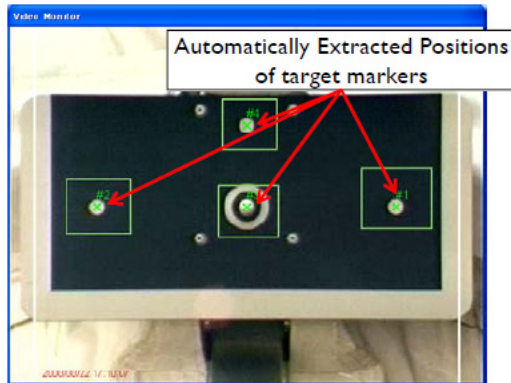 Video Monitor
Automatically Extracted Positions
of target markers
#4
#2
#1